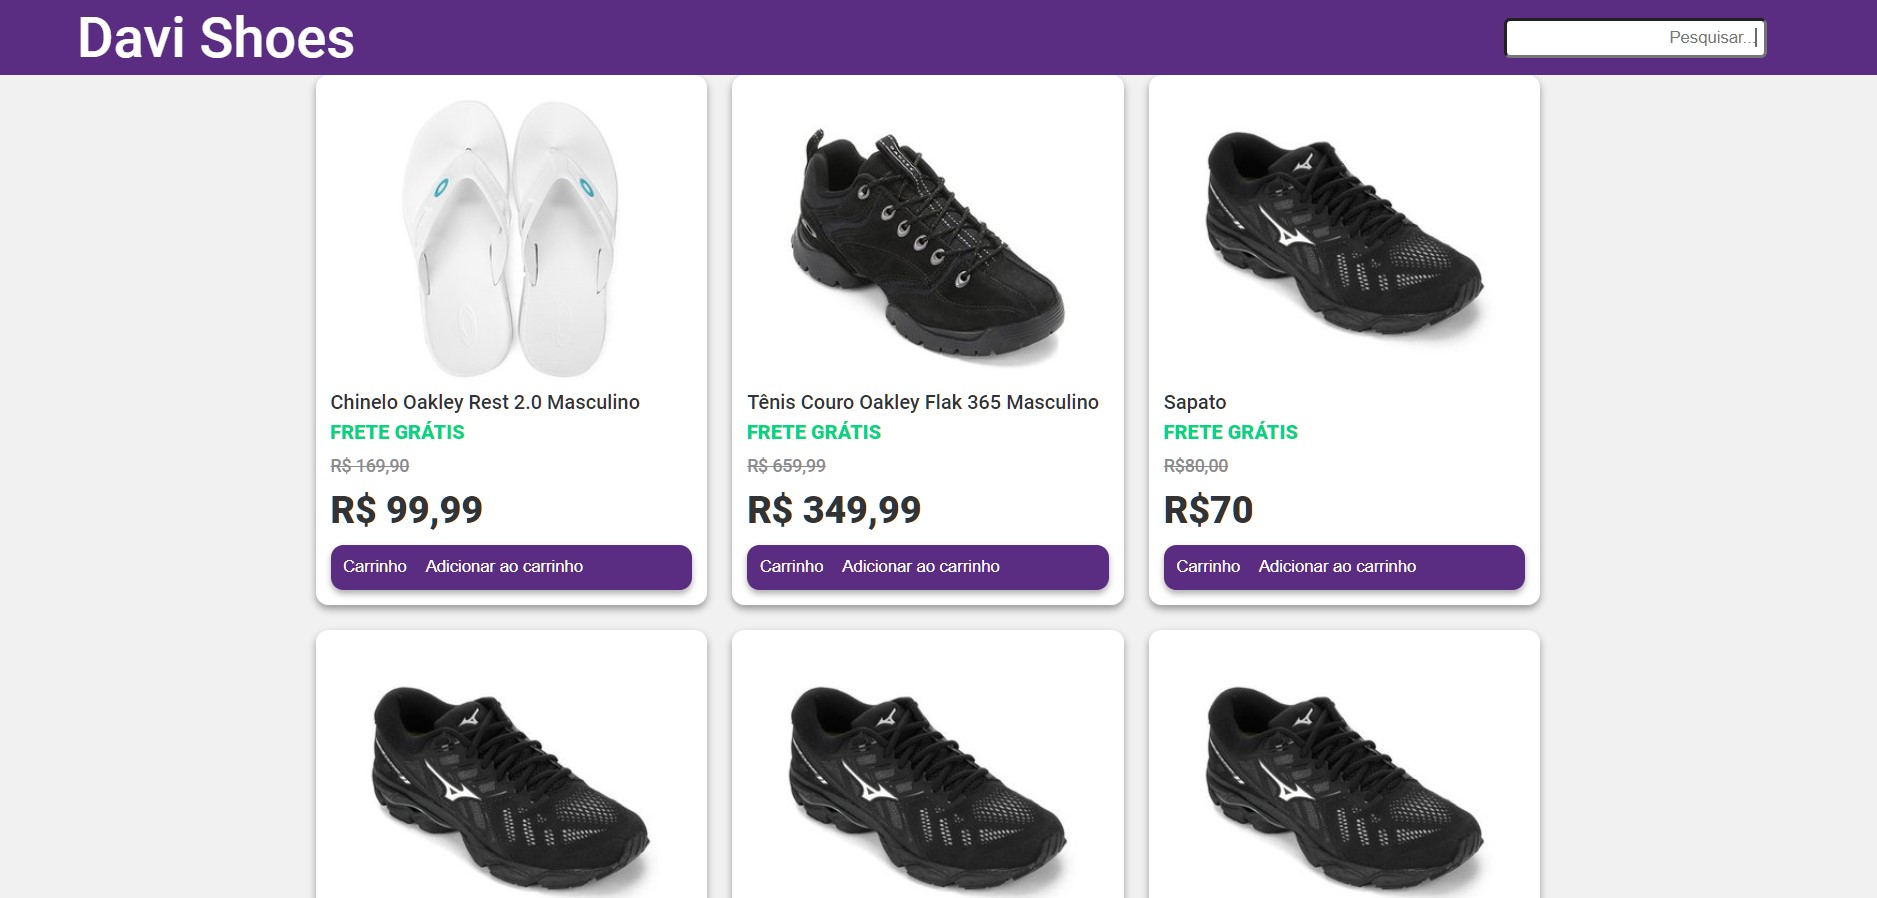 Davi Shoes
Pesquisar...
Chinelo Oakley Rest 2.0 Masculino
FRETE GRÁTIS
R$ 169,90
R$ 99,99
Carrinho Adicionar ao carrinho
Tênis Couro Oakley Flak 365 Masculino
FRETE GRÁTIS
R$ 659,99
R$ 349,99
Carrinho Adicionar ao carrinho
Sapato
FRETE GRÁTIS
R$80,00
R$70
Carrinho Adicionar ao carrinho